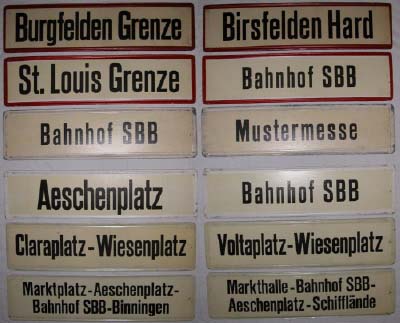 Burgfelden Grenze
Birsfelden Hard
St. Louis Grenze
Bahnhof SBB
Bahnhof SBB
Mustermesse
Aeschenplatz
Bahnhof SBB
Claraplatz-Wiesenplatz
Voltaplatz-Wiesenplatz
Marktplatz-Aeschenplatz-
Bahnhof SBB-Binningen
Markthalle-Bahnhof SBB-
Aeschenplatz-Schifflände